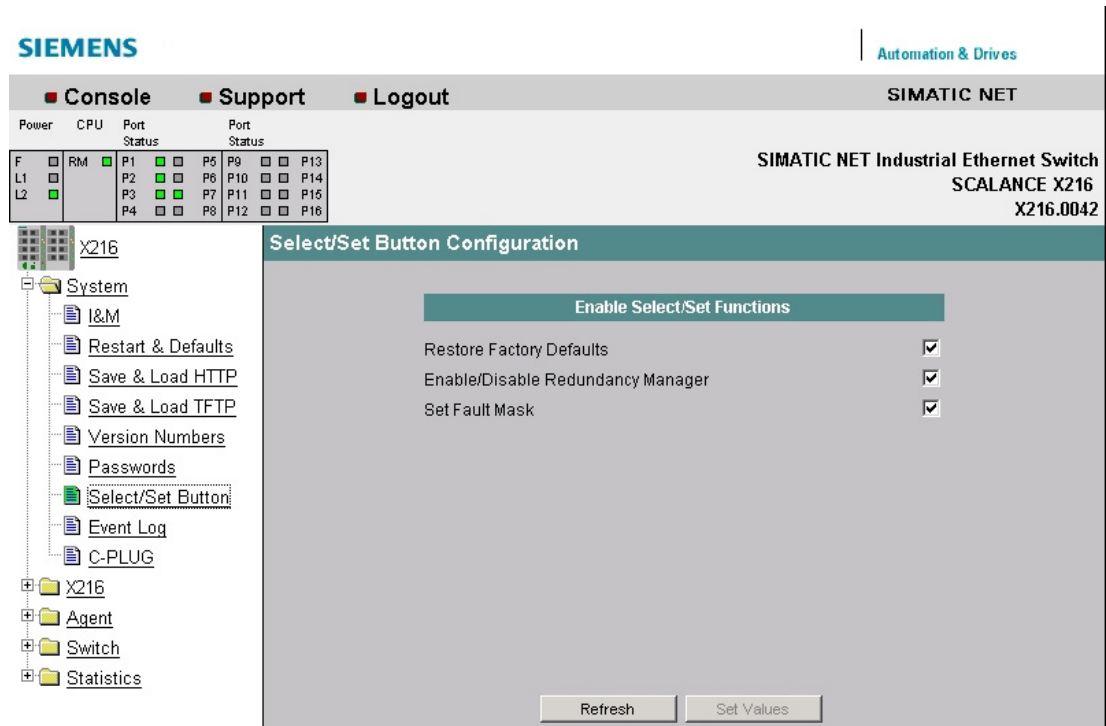 SIEMENS
Automation & Drives
Console Support Logout SIMATIC NET
Power CPU Port Status Port Status
F RM P1 P5 P9 P13
L1 P2 P6 P10 P14
L2 P3 P7 P11 P15
P4 P8 P12 P16
SIMATIC NET Industrial Ethernet Switch
SCALANCE X216
X216.0042
X216
System
I&M
Restart & Defaults
Save & Load HTTP
Save & Load TFTP
Version Numbers
Passwords
Select/Set Button
Event Log
C-PLUG
X216
Agent
Switch
Statistics
Select/Set Button Configuration
Enable Select/Set Functions
Restore Factory Defaults
Enable/Disable Redundancy Manager
Set Fault Mask
Refresh Set Values